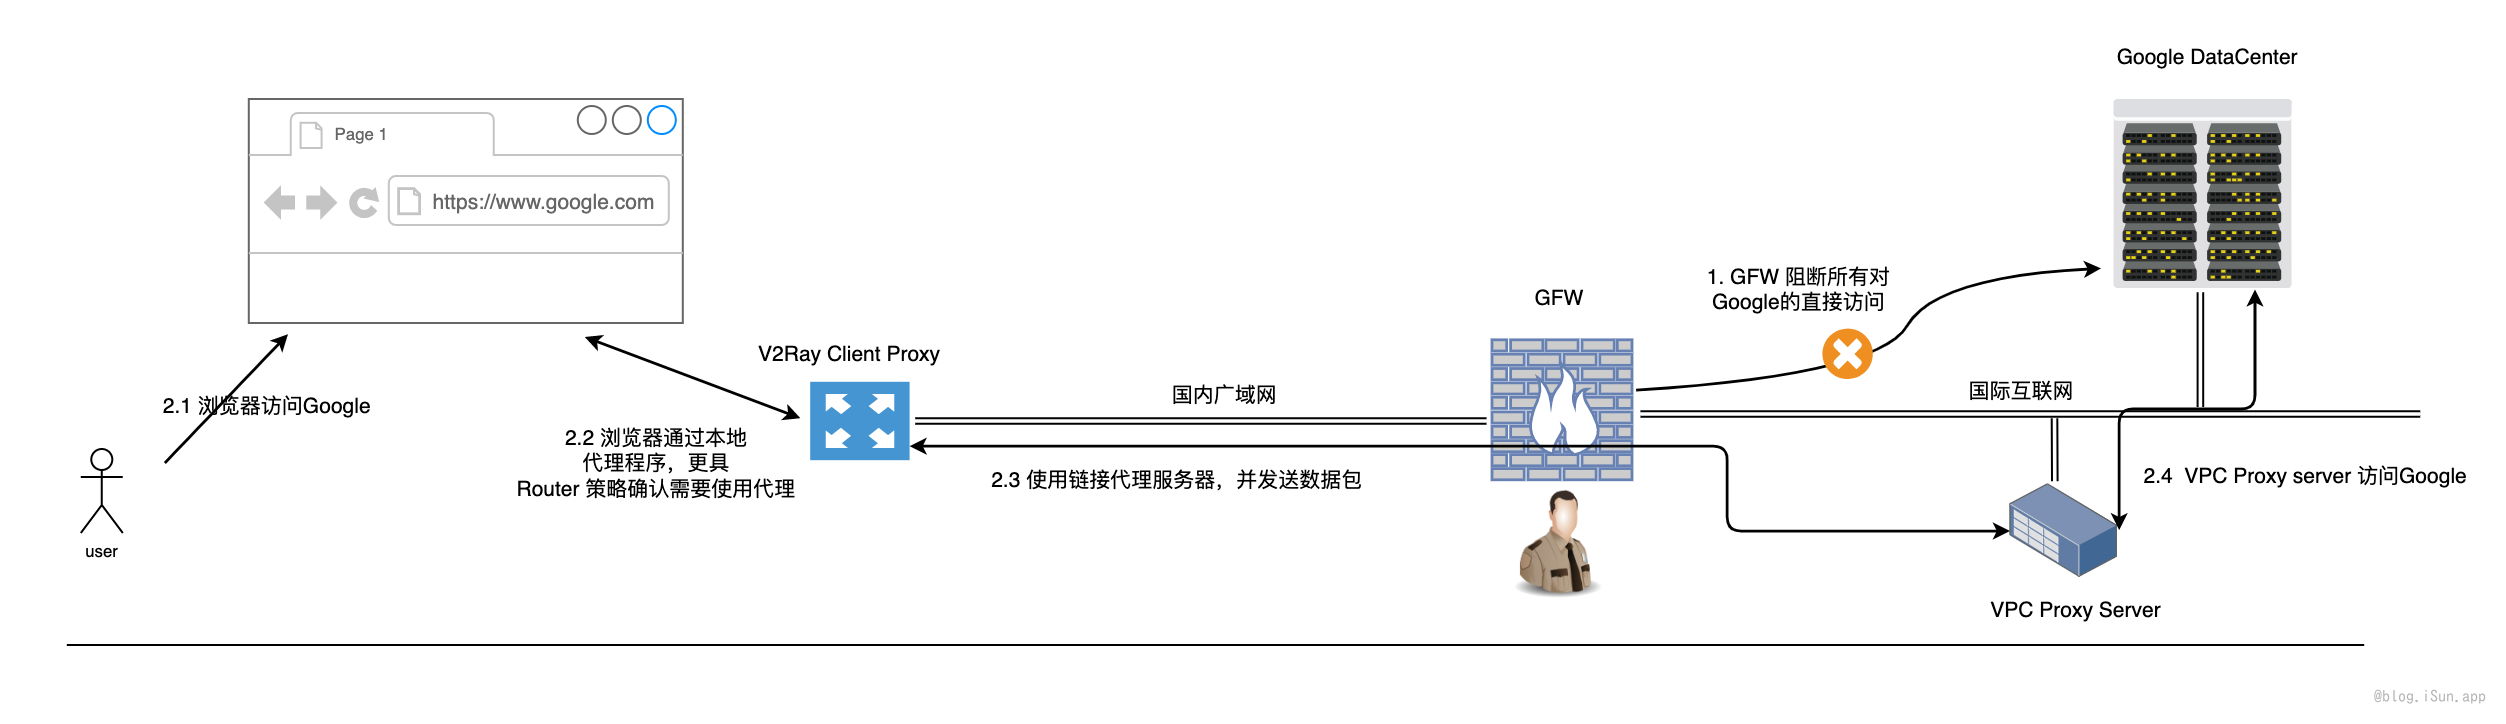 Google DataCenter
Page 1
https://www.google.com
1. GFW 阻断所有对
Google的直接访问
GFW
V2Ray Client Proxy
国内广域网
国际互联网
2.1 浏览器访问Google
2.2 浏览器通过本地
代理程序，更具
Router 策略确认需要使用代理
2.3 使用链接代理服务器，并发送数据包
2.4 VPC Proxy server 访问Google
user
VPC Proxy Server
@blog.iSun.app